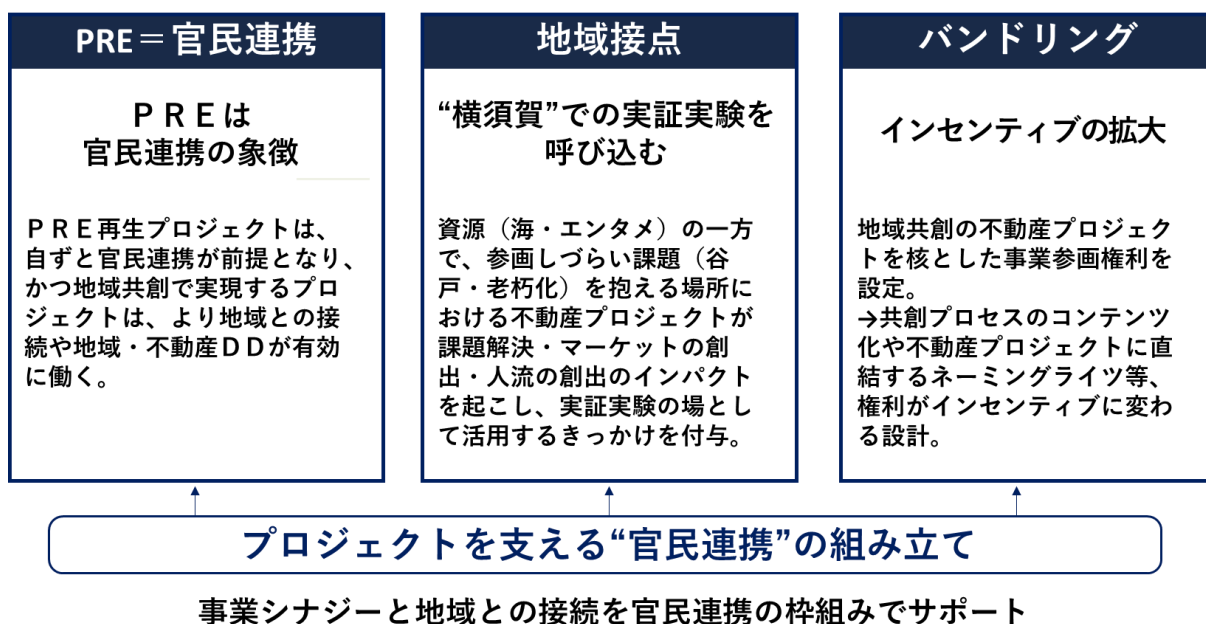 PRE＝官民連携
ＰＲＥは
官民連携の象徴
ＰＲＥ再生プロジェクトは、
自ずと官民連携が前提となり、
かつ地域共創で実現するプロ
ジェクトは、より地域との接
続や地域・不動産ＤＤが有効
に働く。
地域接点
“横須賀”での実証実験を
呼び込む
資源（海・エンタメ）の一方
で、参画しづらい課題（谷
戸・老朽化）を抱える場所に
おける不動産プロジェクトが
課題解決・マーケットの創
出・人流の創出のインパクト
を起こし、実証実験の場とし
て活用するきっかけを付与。
バンドリング
インセンティブの拡大
地域共創の不動産プロジェク
トを核とした事業参画権利を
設定。
→共創プロセスのコンテンツ
化や不動産プロジェクトに直
結するネーミングライツ等、
権利がインセンティブに変わ
る設計。
プロジェクトを支える“官民連携”の組み立て
事業シナジーと地域との接続を官民連携の枠組みでサポート